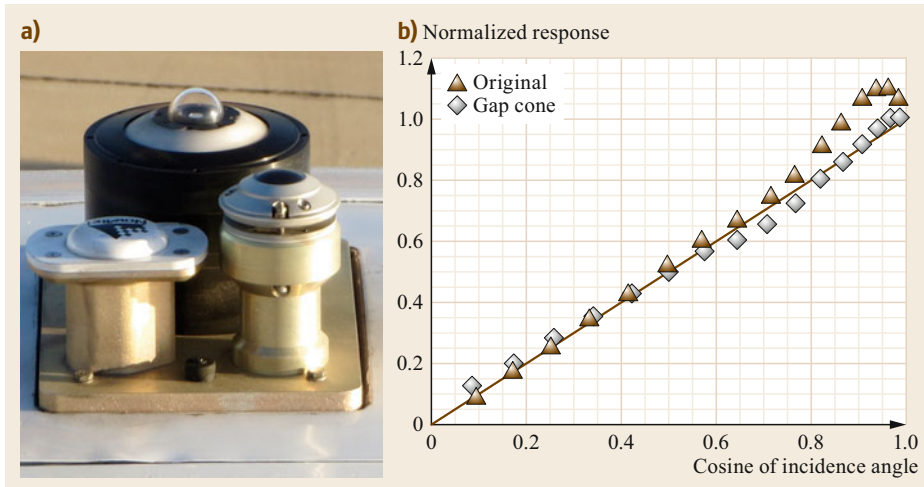 a)
b) Normalized response
1.2
1.0
0.8
0.6
0.4
0.2
0
Original
Gap cone
0 0.2 0.4 0.6 0.8 1.0
Cosine of incidence angle